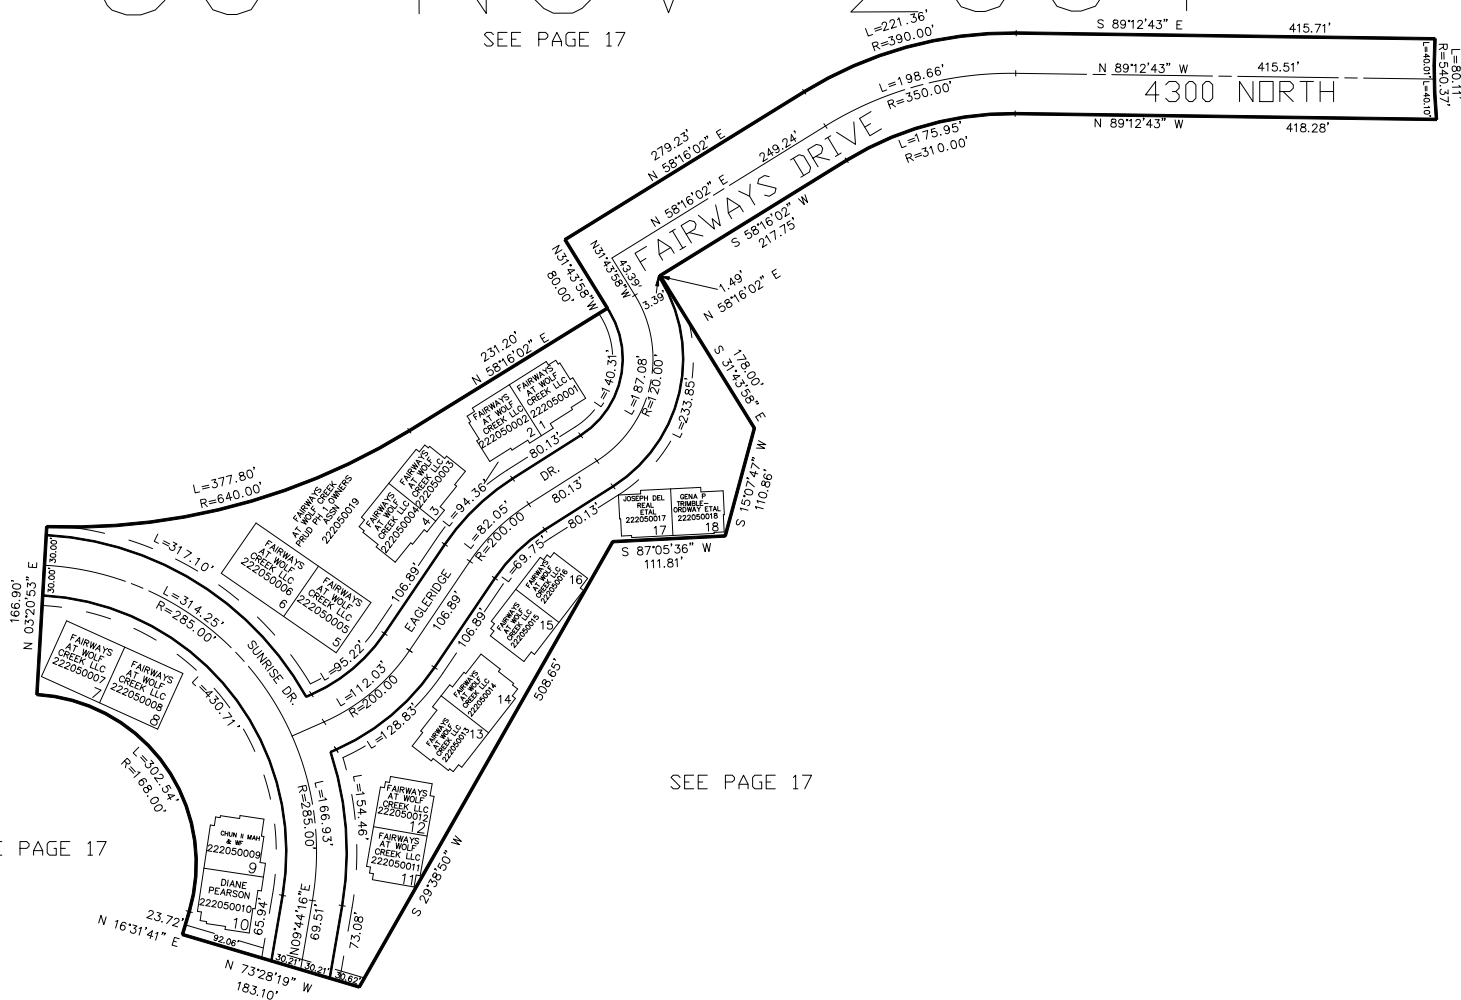 SEE PAGE 17
L=221.36'
R=390.00'
S 89°12'43" E
415.71'
L=198.66'
R=350.00'
N 89°12'43" W
415.51'
4300 NORTH
L=40.01'
L=40.10'
L=80.11'
R=540.37'
N 89°12'43" W
418.28'
L=175.95'
R=310.00'
279.23'
N 58°16'02" E
249.24'
N 58°16'02" E
FAIRWAYS DRIVE
S 58°16'02" W
217.75'
N31°43'58"W
80.00'
N31°43'58"W
43.39'
3.39'
1.49'
N 58°16'02" E
178.00'
S 31°43'58" E
231.20'
N 58°16'02" E
L=140.31'
L=187.08'
R=120.00'
L=233.85'
FAIRWAYS
AT WOLF
CREEK LLC
222050001
1
FAIRWAYS
AT WOLF
CREEK LLC
222050002
2
80.13'
DR.
80.13'
80.13'
S 15°07'47" W
110.86'
FAIRWAYS
AT WOLF
CREEK LLC
222050003
3
FAIRWAYS
AT WOLF
CREEK LLC
222050004
4
L=94.36'
L=82.05'
R=200.00
L=69.75'
L=377.80'
R=640.00'
FAIRWAYS
AT WOLF CREEK
PRUD PH 1 OWNERS
ASSN
222050019
JOSEPH DEL
REAL
ETAL
222050017
17
GENA P
TRIMBLE-
ORDWAY ETAL
222050018
18
S 87°05'36" W
111.81'
L=317.10'
FAIRWAYS
AT WOLF
CREEK LLC
222050006
6
FAIRWAYS
AT WOLF
CREEK LLC
222050005
5
106.89'
EAGLERIDGE
106.89'
106.89'
FAIRWAYS
AT WOLF
CREEK LLC
222050016
16
FAIRWAYS
AT WOLF
CREEK LLC
222050015
15
166.90'
N 03°20'53" E
30.00'
30.00'
L=314.25'
R=285.00'
SUNRISE DR.
L=95.22'
L=112.03'
R=200.00
L=128.83'
FAIRWAYS
AT WOLF
CREEK LLC
222050007
7
FAIRWAYS
AT WOLF
CREEK LLC
222050008
8
L=430.71'
FAIRWAYS
AT WOLF
CREEK LLC
222050014
14
FAIRWAYS
AT WOLF
CREEK LLC
222050013
13
508.65'
S 29°38'50" W
L=302.54'
R=168.00'
SEE PAGE 17
L=166.93'
R=285.00'
L=154.46'
FAIRWAYS
AT WOLF
CREEK LLC
222050012
12
FAIRWAYS
AT WOLF
CREEK LLC
222050011
11
PAGE 17
CHUN II MAH
& WF
222050009
9
DIANE
PEARSON
222050010
10
23.72'
N 16°31'41" E
92.06'
65.94'
N09°44'16"E
69.51'
73.08'
30.21'
30.21'
30.62'
N 73°28'19" W
183.10'